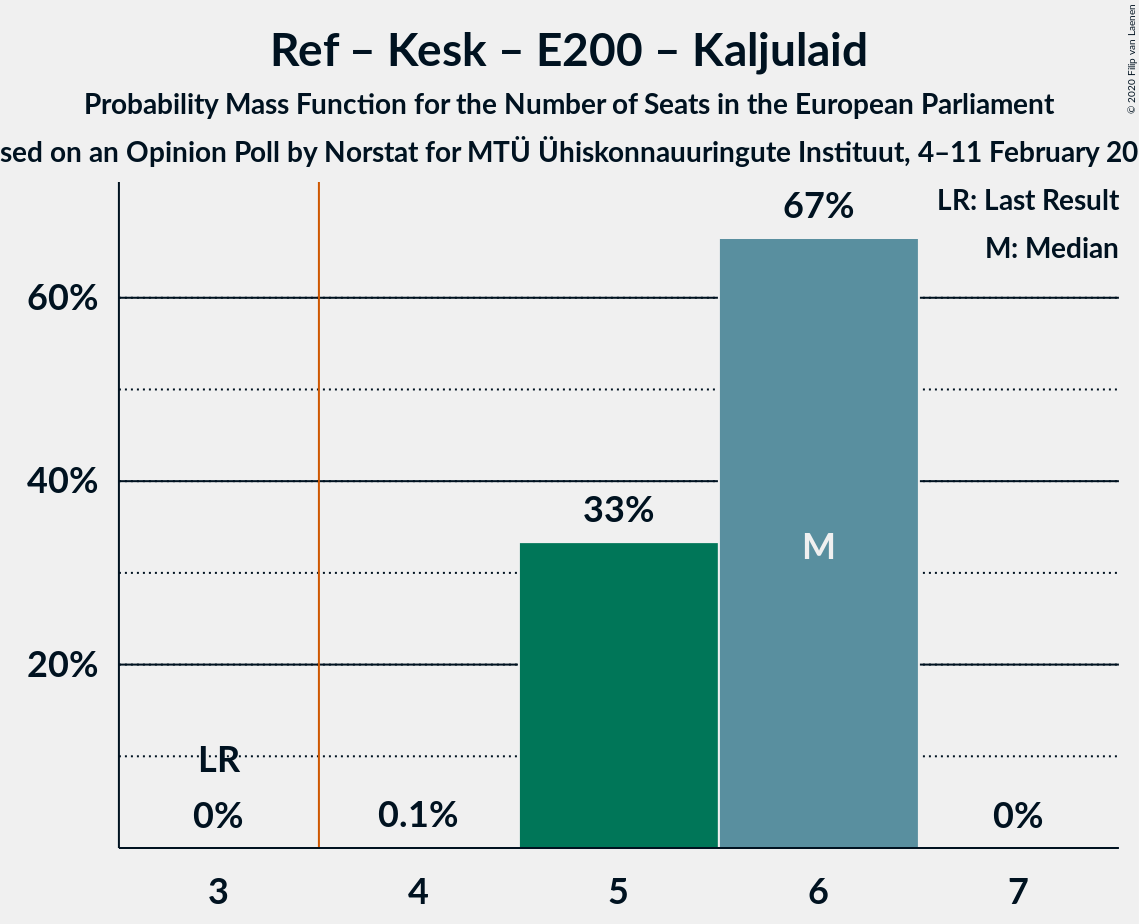 Ref – Kesk – E200 – Kaljulaid
Probability Mass Function for the Number of Seats in the European Parliament
sed on an Opinion Poll by Norstat for MTÜ Ühiskonnauuringute Instituut, 4–11 February 20
© 2020 Filip van Laenen
LR: Last Result
M: Median
67%
60%
40%
33%
M
20%
LR
0%
0.1%
0%
3
4
5
6
7